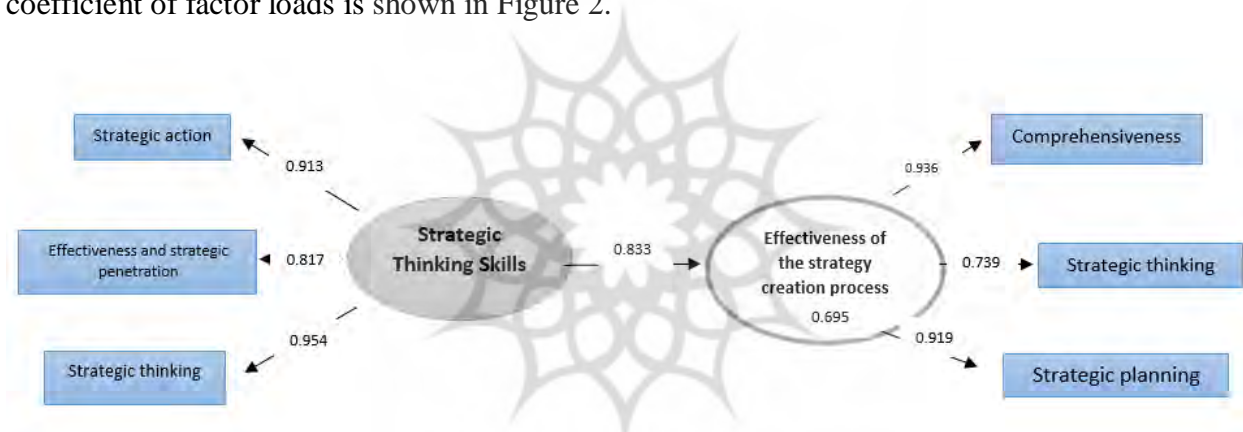 coefficient of factor loads is shown in Figure 2.
Strategic action
0.913
Effectiveness and strategic
penetration
0.817
Strategic thinking
0.954
Strategic
Thinking Skills
0.833
Effectiveness of
the strategy
creation process
0.695
Comprehensiveness
0.936
Strategic thinking
0.739
Strategic planning
0.919